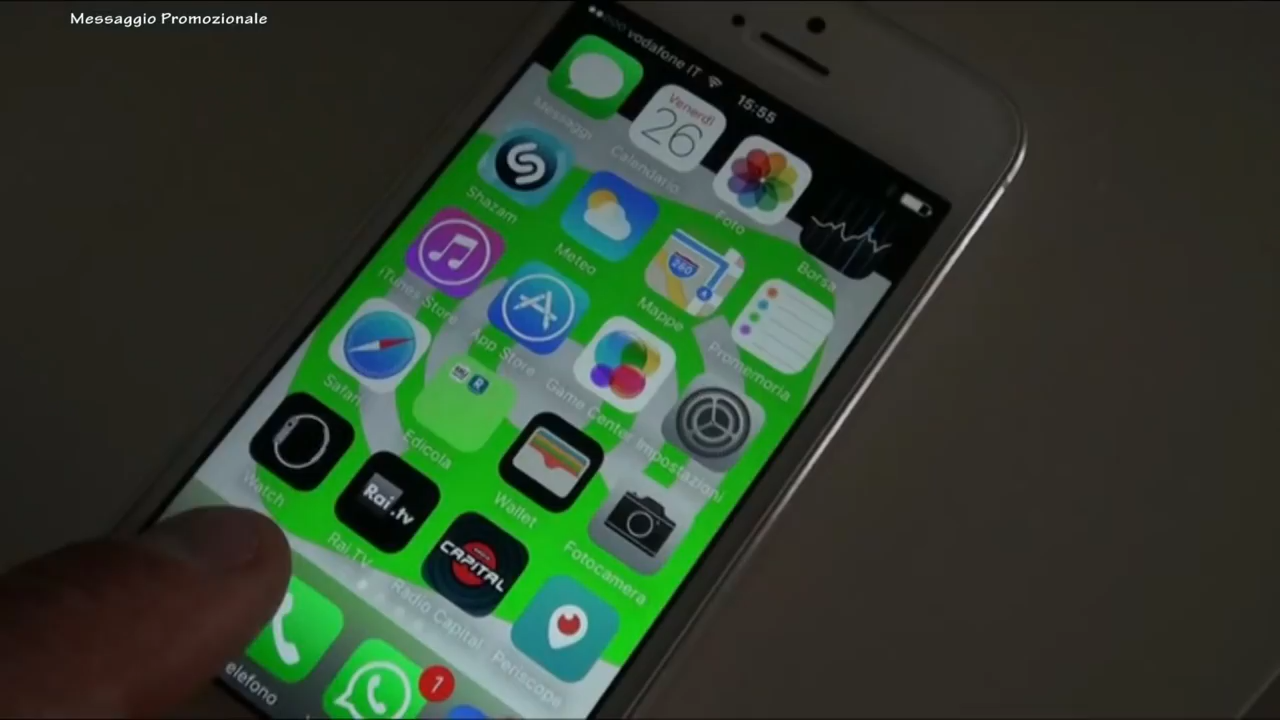 Messaggio Promozionale
vodafone IT
15:55
Messaggi
Venerdì
26
Calendario
Foto
Borsa
Shazam
Meteo
280
Mappe
Promemoria
iTunes Store
App Store
Game Center
Impostazioni
Safari
Edicola
Wallet
Fotocamera
Watch
Rai.tv
Rai.TV
CAPITAL
Radio Capital
Periscope
elefono
1